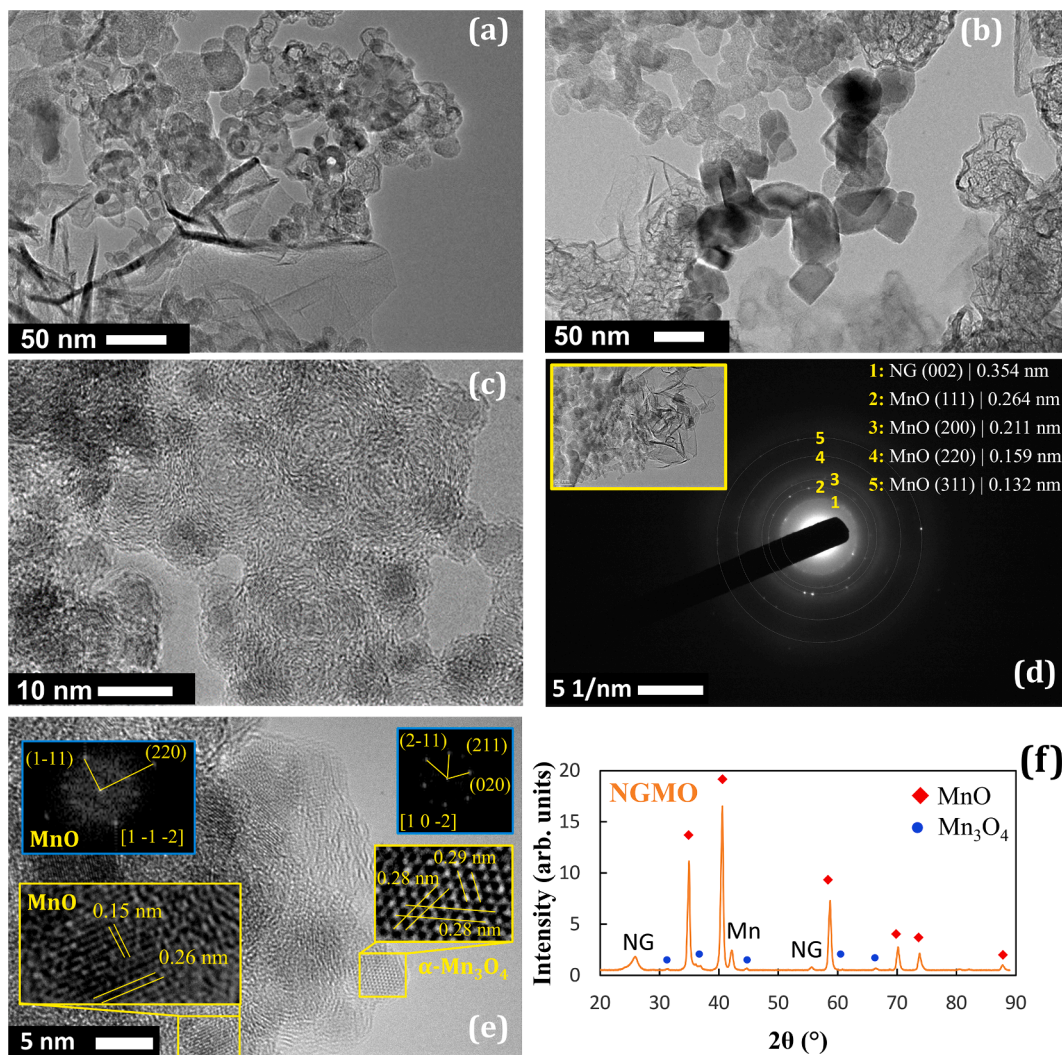 (a)
50 nm
(b)
50 nm
(c)
10 nm
1: NG (002) | 0.354 nm
2: MnO (111) | 0.264 nm
3: MnO (200) | 0.211 nm
4: MnO (220) | 0.159 nm
5: MnO (311) | 0.132 nm
5
4
3
2
1
5 1/nm
(d)
(1-11)
(220)
MnO
[1 -1 -2]
(2-11)
(211)
(020)
[1 0 -2]
MnO
0.15 nm
0.26 nm
0.29 nm
0.28 nm
0.28 nm
α-Mn₃O₄
5 nm
(e)
(f)
NGMO
MnO
Mn₃O₄
NG
Mn
NG
Intensity (arb. units)
20
15
10
5
0
20 30 40 50 60 70 80 90
2θ (°)